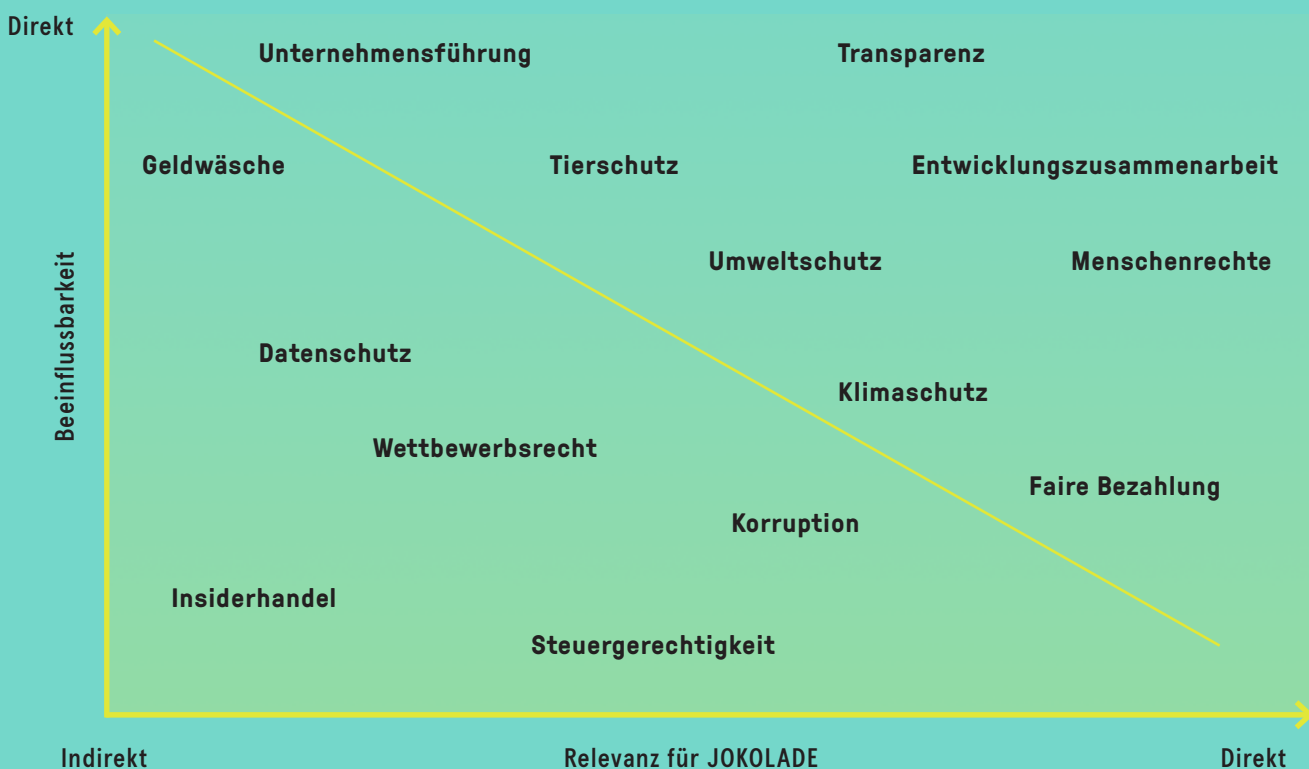 Direkt
Unternehmensführung
Transparenz
Geldwäsche
Tierschutz
Entwicklungszusammenarbeit
Umweltschutz
Menschenrechte
Beeinflussbarkeit
Datenschutz
Klimaschutz
Wettbewerbsrecht
Faire Bezahlung
Korruption
Insiderhandel
Steuergerechtigkeit
Indirekt
Relevanz für JOKOLADE
Direkt